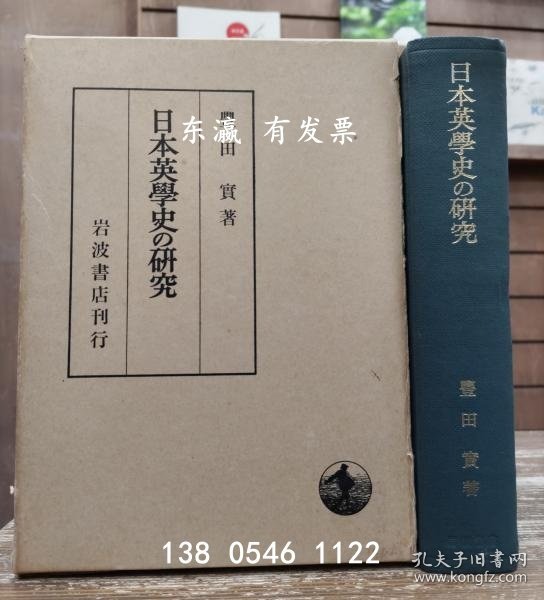 豐田 實著
日本英學史の研究
岩波書店刊行
日本英學史の研究
豐田 實著
东瀛 有发票
138 0546 1122
孔夫子旧书网
www.kongfz.com